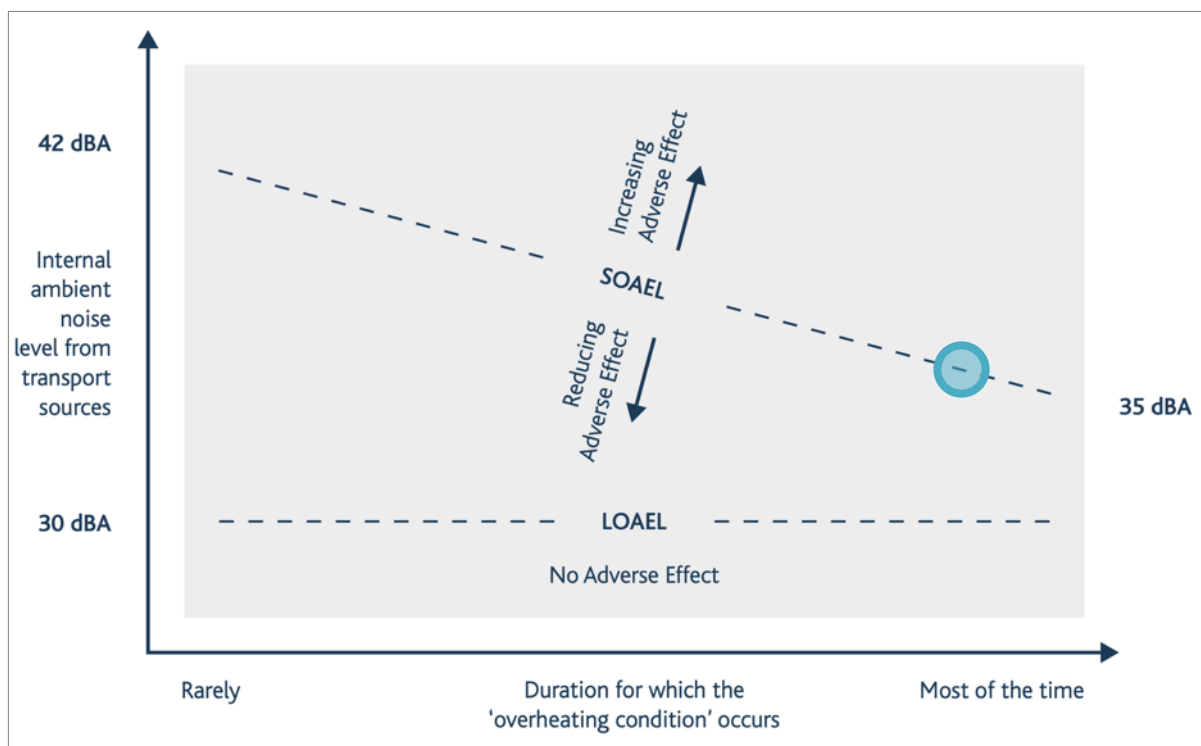 42 dBA
Internal
ambient
noise
level from
transport
sources
30 dBA
Increasing
Adverse Effect
SOAEL
Reducing
Adverse Effect
35 dBA
LOAEL
No Adverse Effect
Rarely
Duration for which the
‘overheating condition’ occurs
Most of the time